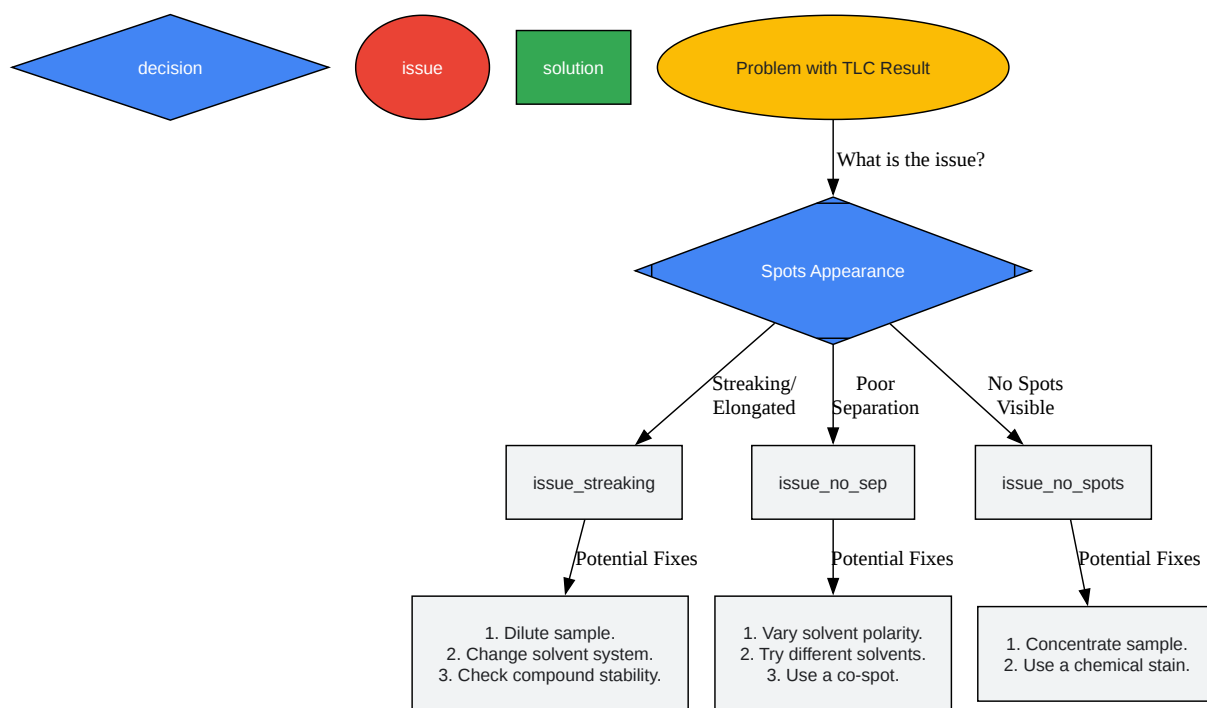 decision
issue
solution
Problem with TLC Result
What is the issue?
Spots Appearance
Streaking/
Elongated
Poor
Separation
No Spots
Visible
issue_streaking
issue_no_sep
issue_no_spots
Potential Fixes
Potential Fixes
Potential Fixes
1. Dilute sample.
2. Change solvent system.
3. Check compound stability.
1. Vary solvent polarity.
2. Try different solvents.
3. Use a co-spot.
1. Concentrate sample.
2. Use a chemical stain.